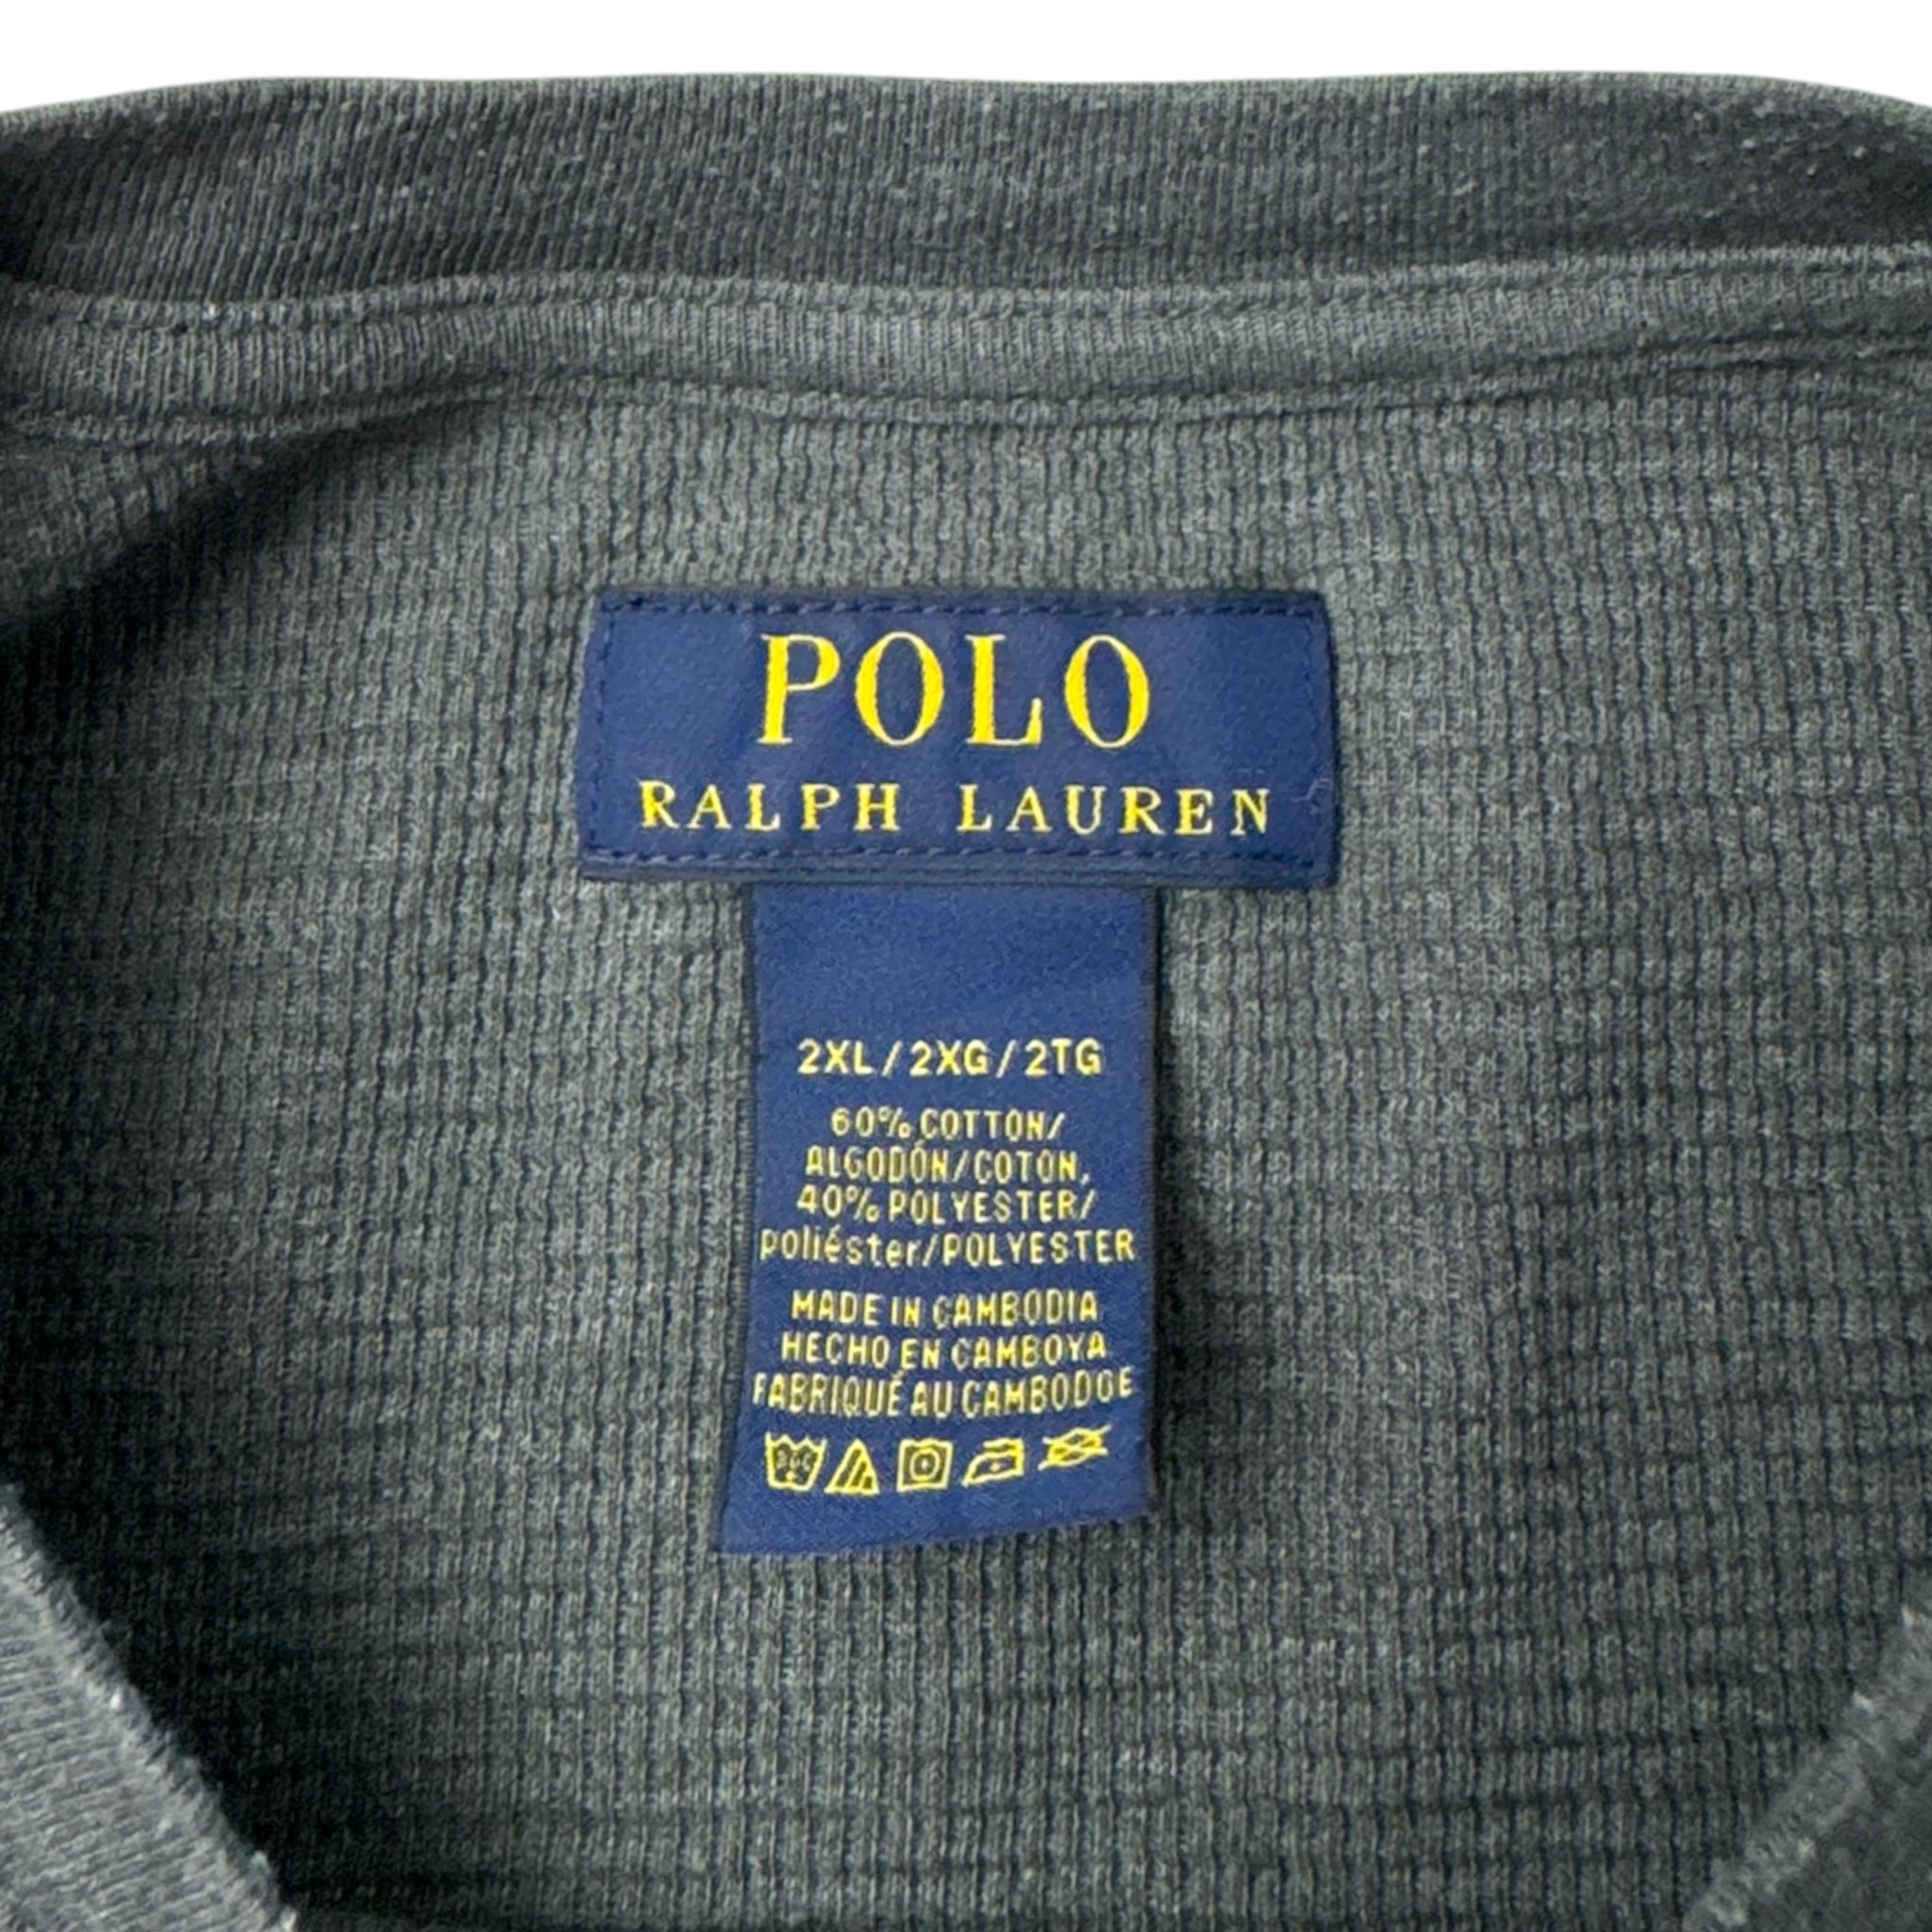 POLO
RALPH LAUREN
2XL/2XG/2TG
60% COTTON/
ALGODÓN/COTON,
40% POLYESTER/
poliéster/POLYESTER
MADE IN CAMBODIA
HECHO EN CAMBOYA
FABRIQUÉ AU CAMBODGE